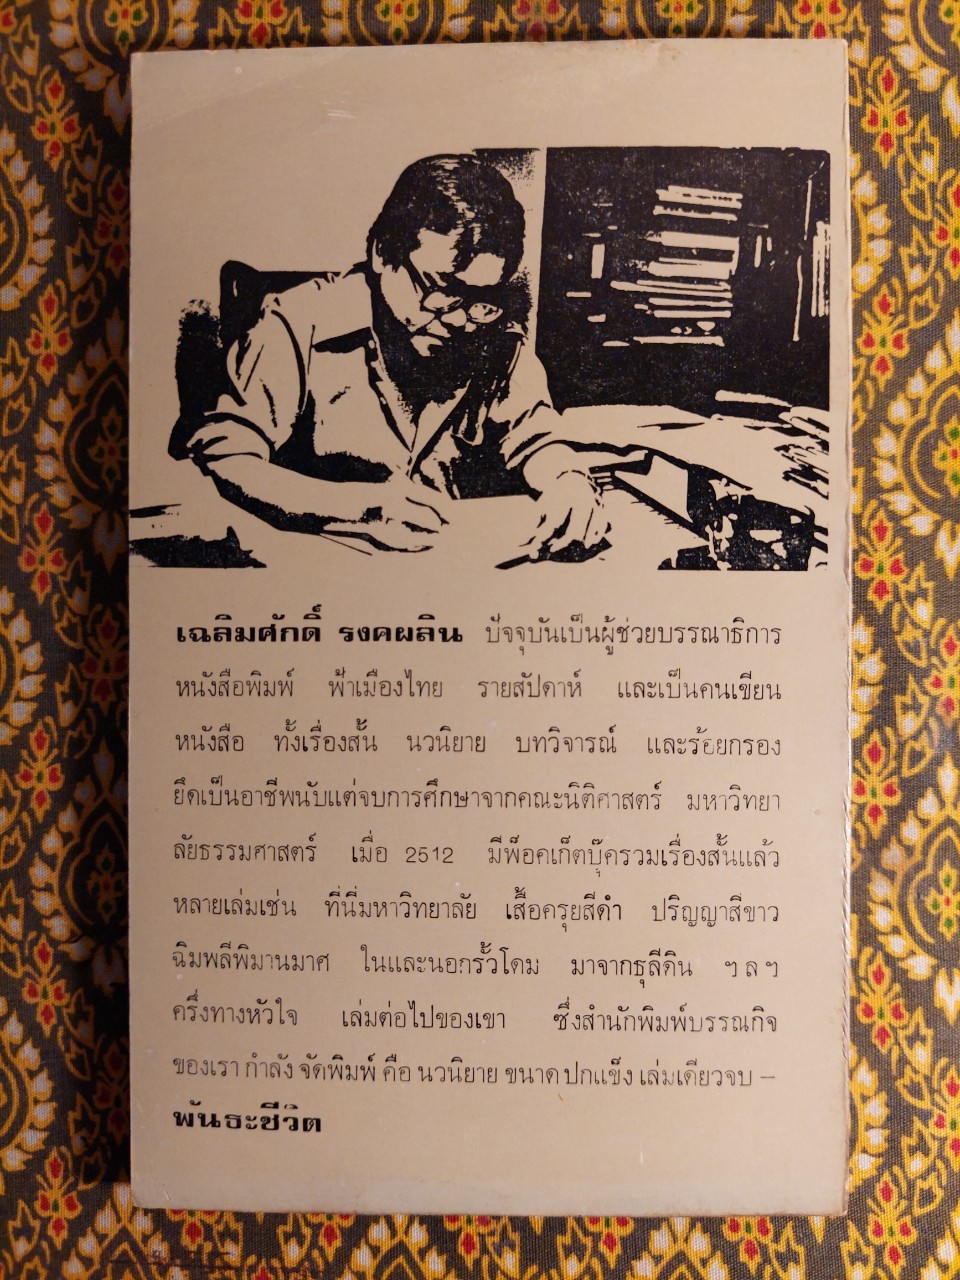 เฉลิมศักดิ์ รงคผลิน ปัจจุบันเป็นผู้ช่วยบรรณาธิการ
หนังสือพิมพ์ ฟ้าเมืองไทย รายสัปดาห์ และเป็นคนเขียน
หนังสือ ทั้งเรื่องสั้น นวนิยาย บทวิจารณ์ และร้อยกรอง
ยึดเป็นอาชีพนับแต่จบการศึกษาจากคณะนิติศาสตร์ มหาวิทยา
ลัยธรรมศาสตร์ เมื่อ 2512 มีพ็อคเก็ตบุ๊ครวมเรื่องสั้นแล้ว
หลายเล่มเช่น ที่นี่มหาวิทยาลัย เสื้อครุยสีดำ ปริญญาสีขาว
ฉิมพลีพิมานมาศ ในและนอกรั้วโดม มาจากธุลีดิน ฯลฯ
ครึ่งทางหัวใจ เล่มต่อไปของเขา ซึ่งสำนักพิมพ์บรรณกิจ
ของเรา กำลัง จัดพิมพ์ คือ นวนิยาย ขนาด ปกแข็ง เล่มเดียวจบ –
พันธะชีวิต